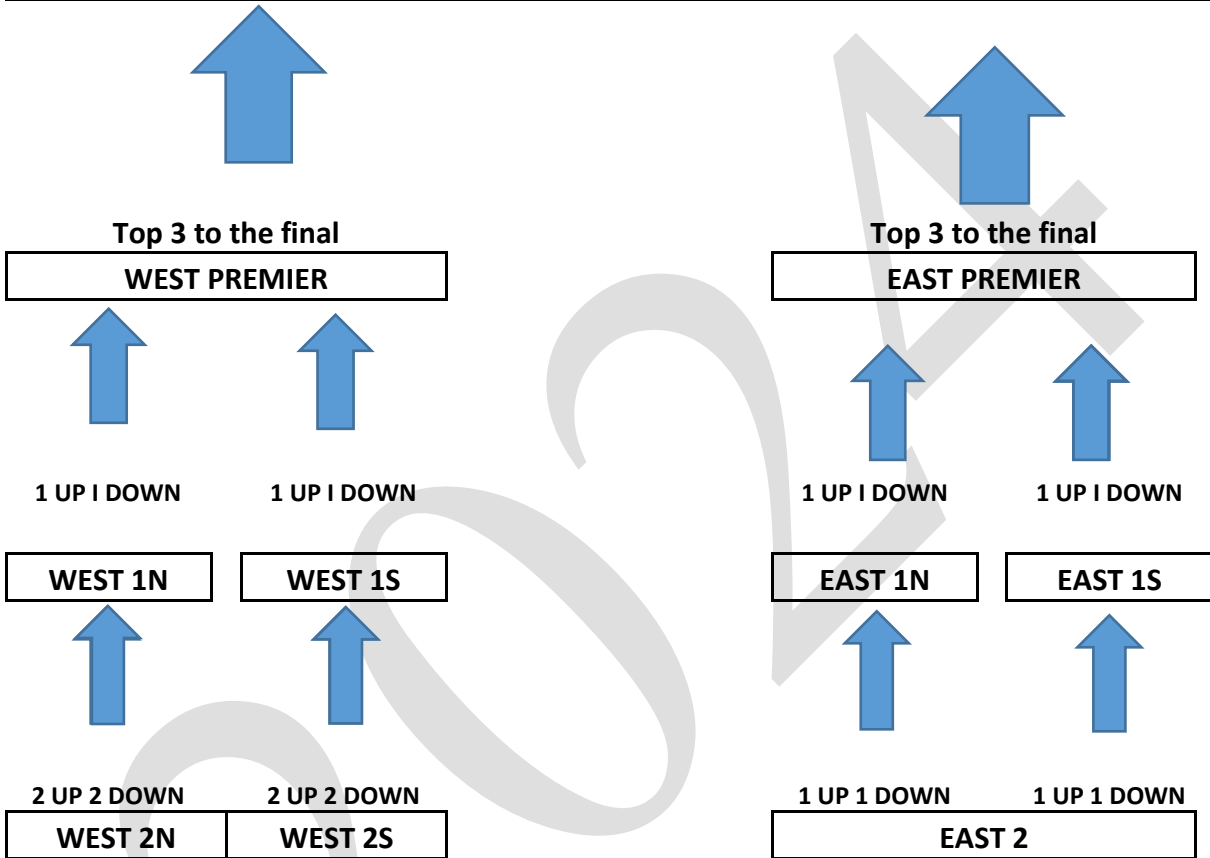 Top 3 to the final Top 3 to the final
WEST PREMIER EAST PREMIER
1 UP I DOWN 1 UP I DOWN 1 UP I DOWN 1 UP I DOWN
WEST 1N WEST 1S EAST 1N EAST 1S
2 UP 2 DOWN 2 UP 2 DOWN 1 UP 1 DOWN 1 UP 1 DOWN
WEST 2N WEST 2S EAST 2
2024